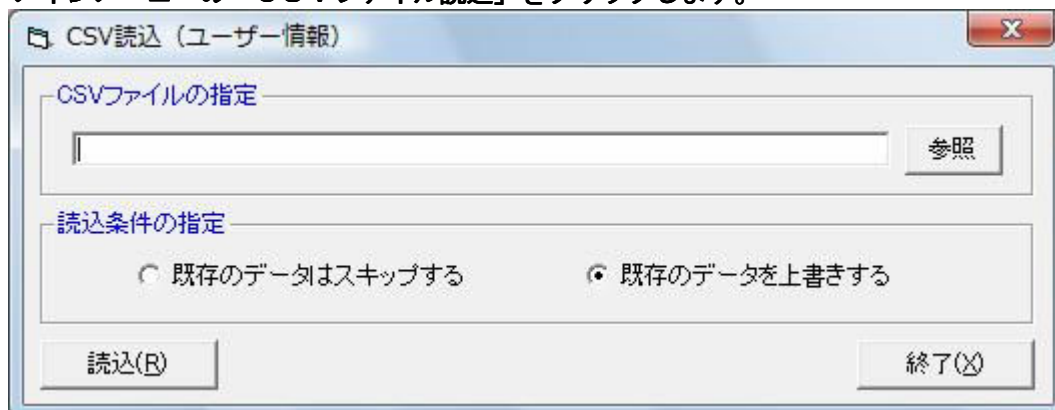 CSV読込（ユーザー情報）
CSVファイルの指定
参照
読込条件の指定
既存のデータはスキップする
既存のデータを上書きする
読込(R)
終了(X)